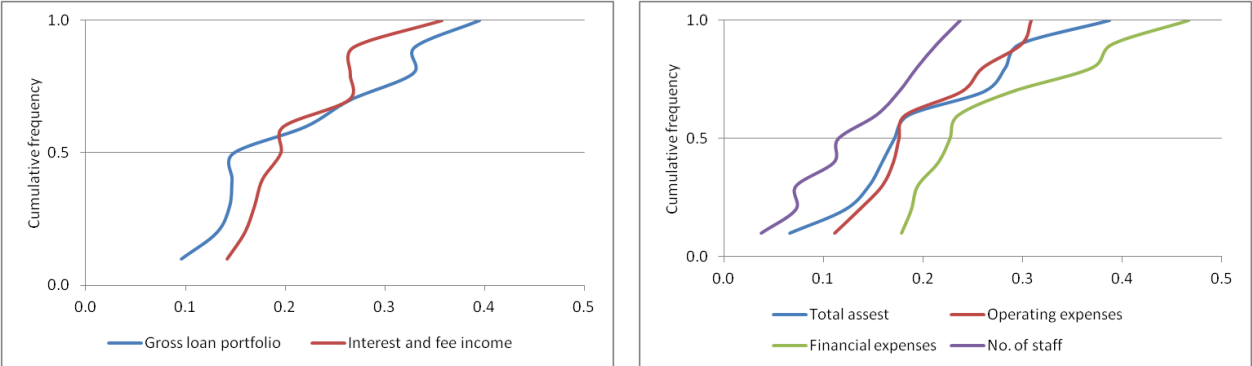 1.0
0.5
0.0
Cumulative frequency
0.0 0.1 0.2 0.3 0.4 0.5
Gross loan portfolio Interest and fee income
1.0
0.5
0.0
Cumulative frequency
0.0 0.1 0.2 0.3 0.4 0.5
Total assest Operating expenses
Financial expenses No. of staff